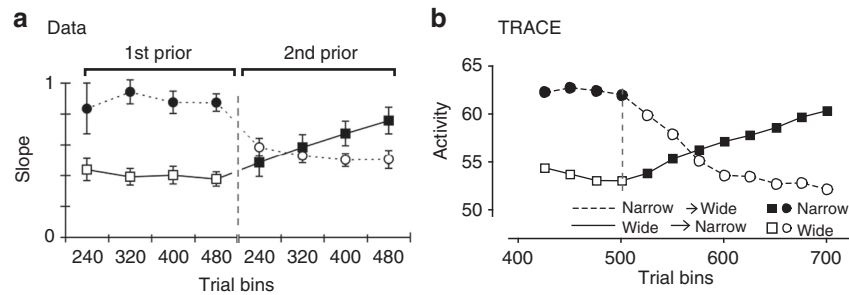 a Data
1st prior 2nd prior
1
Slope
0
240 320 400 480 240 320 400 480
Trial bins
b TRACE
65
60
55
50
Activity
Narrow → Wide
Wide → Narrow
Narrow
Wide
400 500 600 700
Trial bins